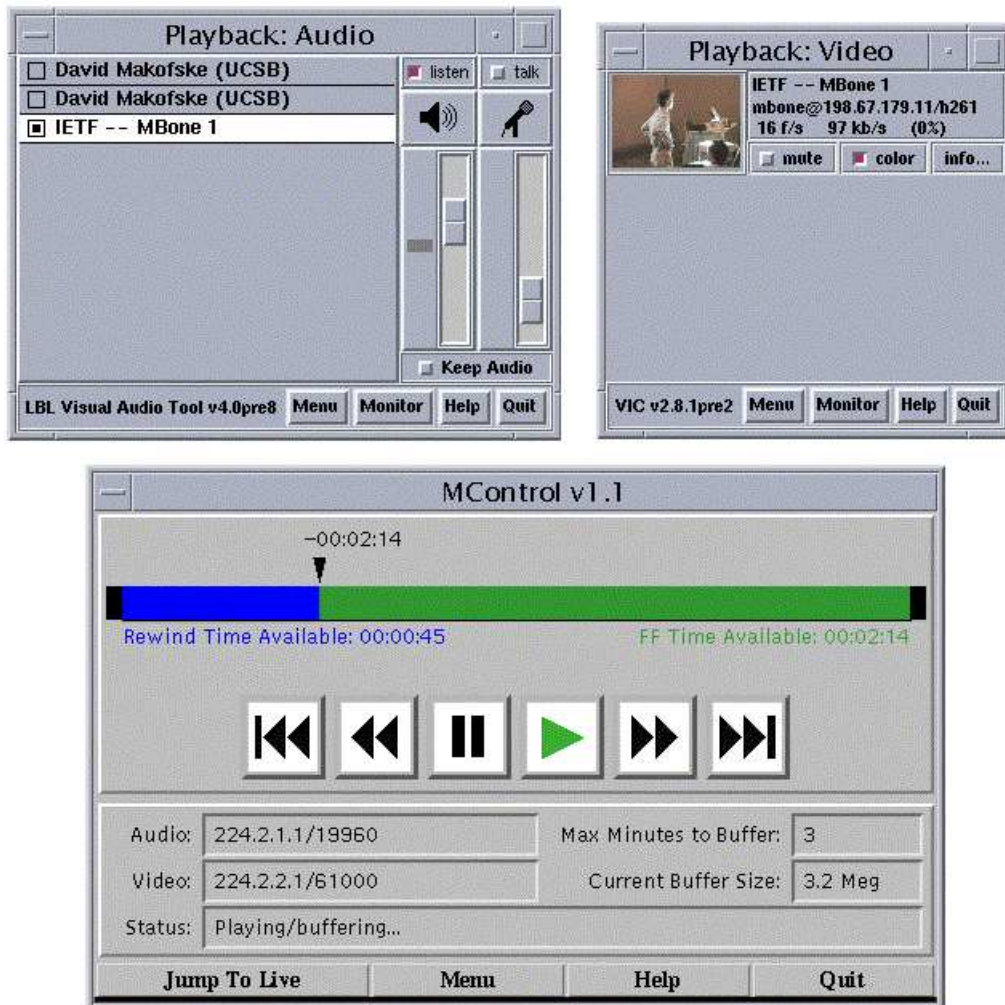 Playback: Audio
David Makofske (UCSB)
David Makofske (UCSB)
IETF -- MBone 1
listen
talk
Keep Audio
LBL Visual Audio Tool v4.0pre8
Menu
Monitor
Help
Quit
Playback: Video
IETF -- MBone 1
mbone@198.67.179.11/h261
16 f/s 97 kb/s (0%)
mute
color
info...
VIC v2.8.1pre2
Menu
Monitor
Help
Quit
MControl v1.1
-00:02:14
Rewind Time Available: 00:00:45
FF Time Available: 00:02:14
Audio: 224.2.1.1/19960
Max Minutes to Buffer: 3
Video: 224.2.2.1/61000
Current Buffer Size: 3.2 Meg
Status: Playing/buffering...
Jump To Live
Menu
Help
Quit